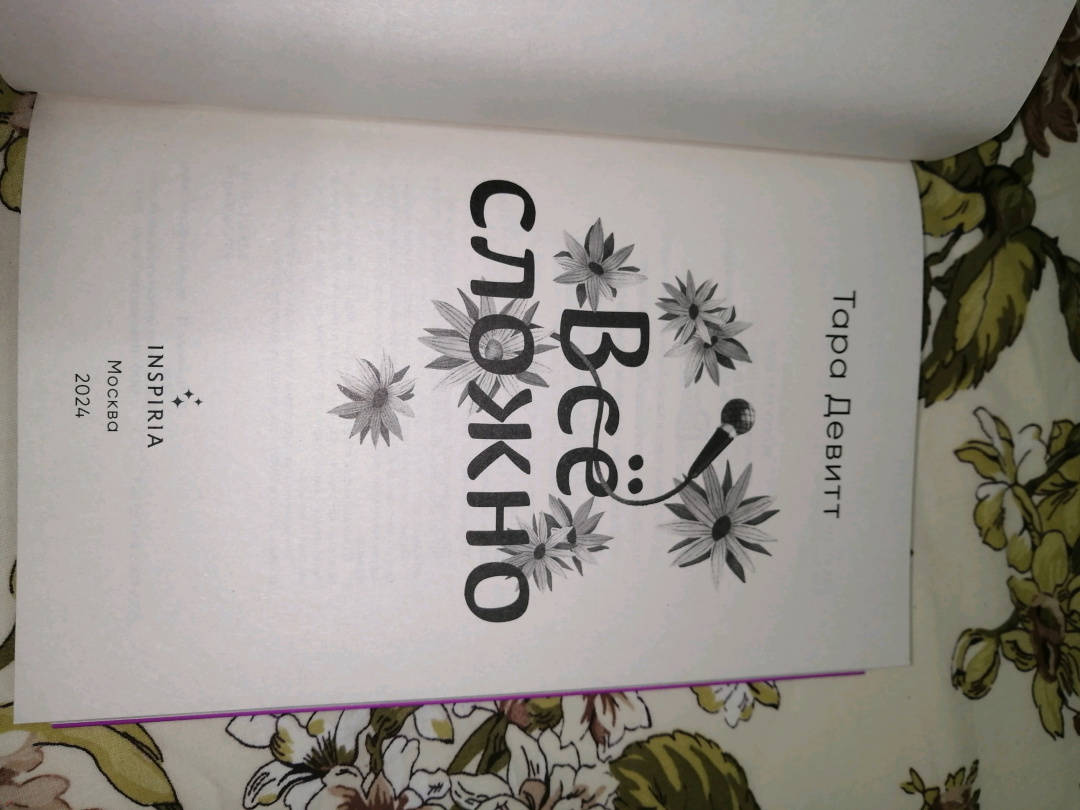 Тара Девитт
Всё
сложно
INSPIRIA
Москва
2024